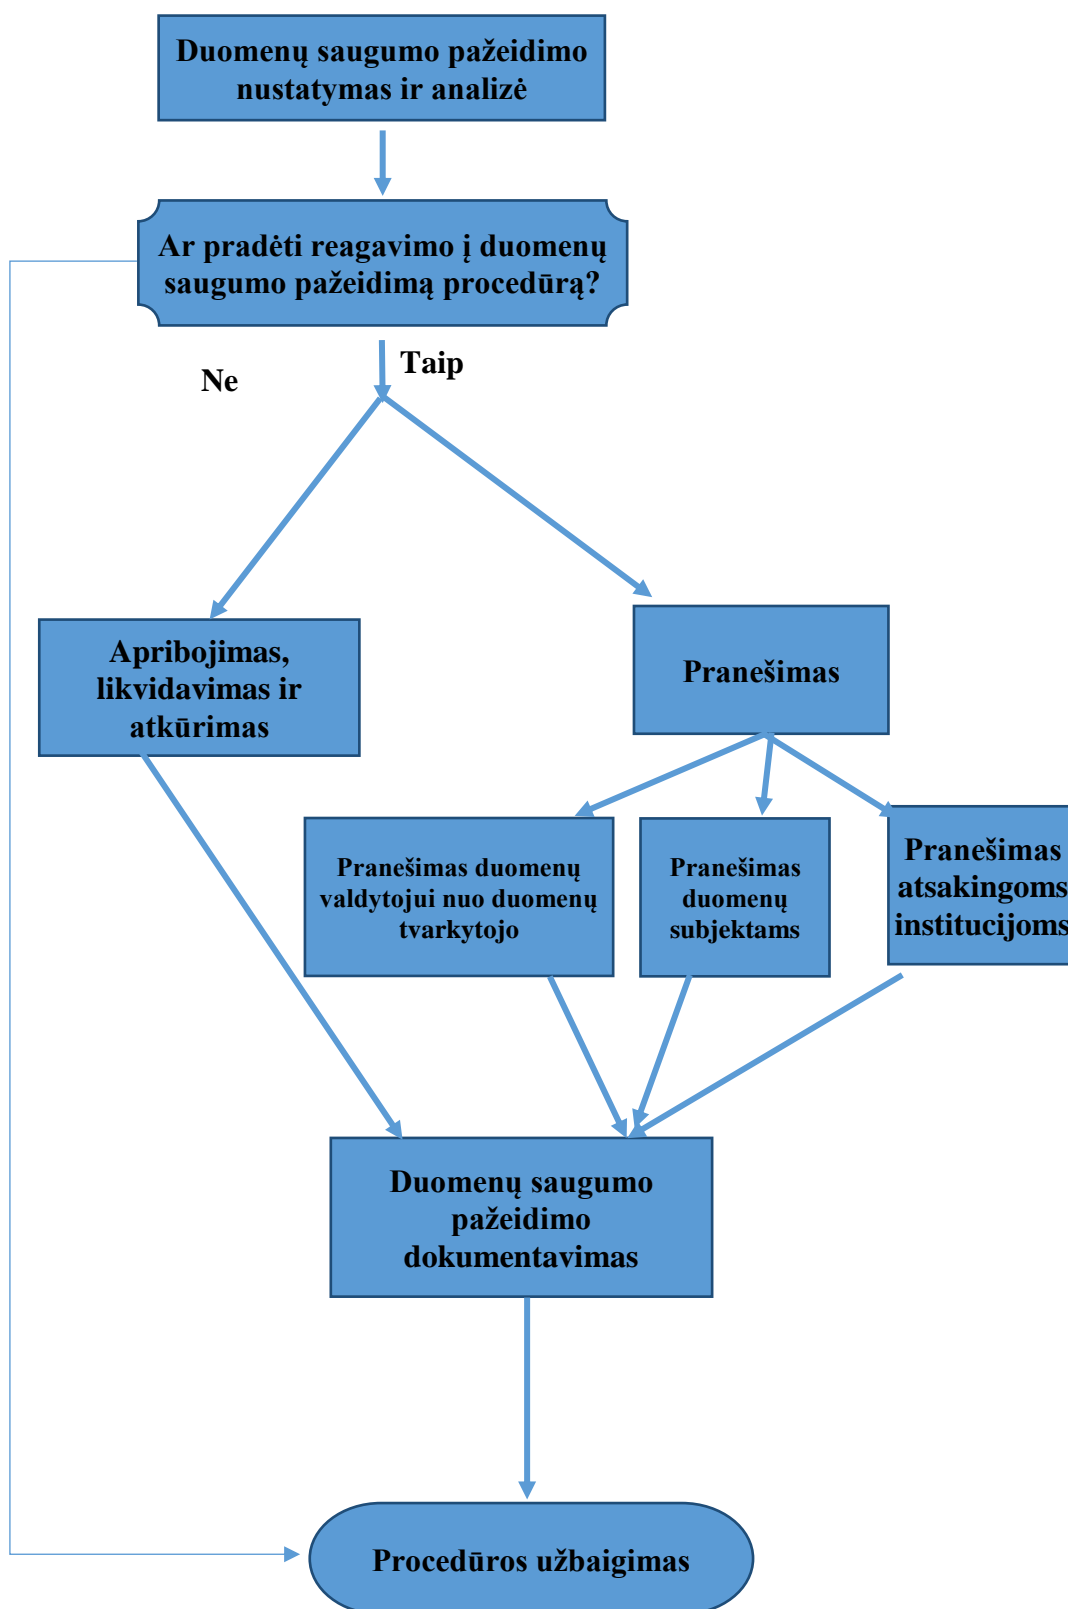 Duomenų saugumo pažeidimo
nustatymas ir analizė
Ar pradėti reagavimo į duomenų
saugumo pažeidimą procedūrą?
Taip
Ne
Apribojimas,
likvidavimas ir
atkūrimas
Pranešimas
Pranešimas duomenų
valdytojui nuo duomenų
tvarkytojo
Pranešimas
duomenų
subjektams
Pranešimas
atsakingoms
institucijoms
Duomenų saugumo
pažeidimo
dokumentavimas
Procedūros užbaigimas